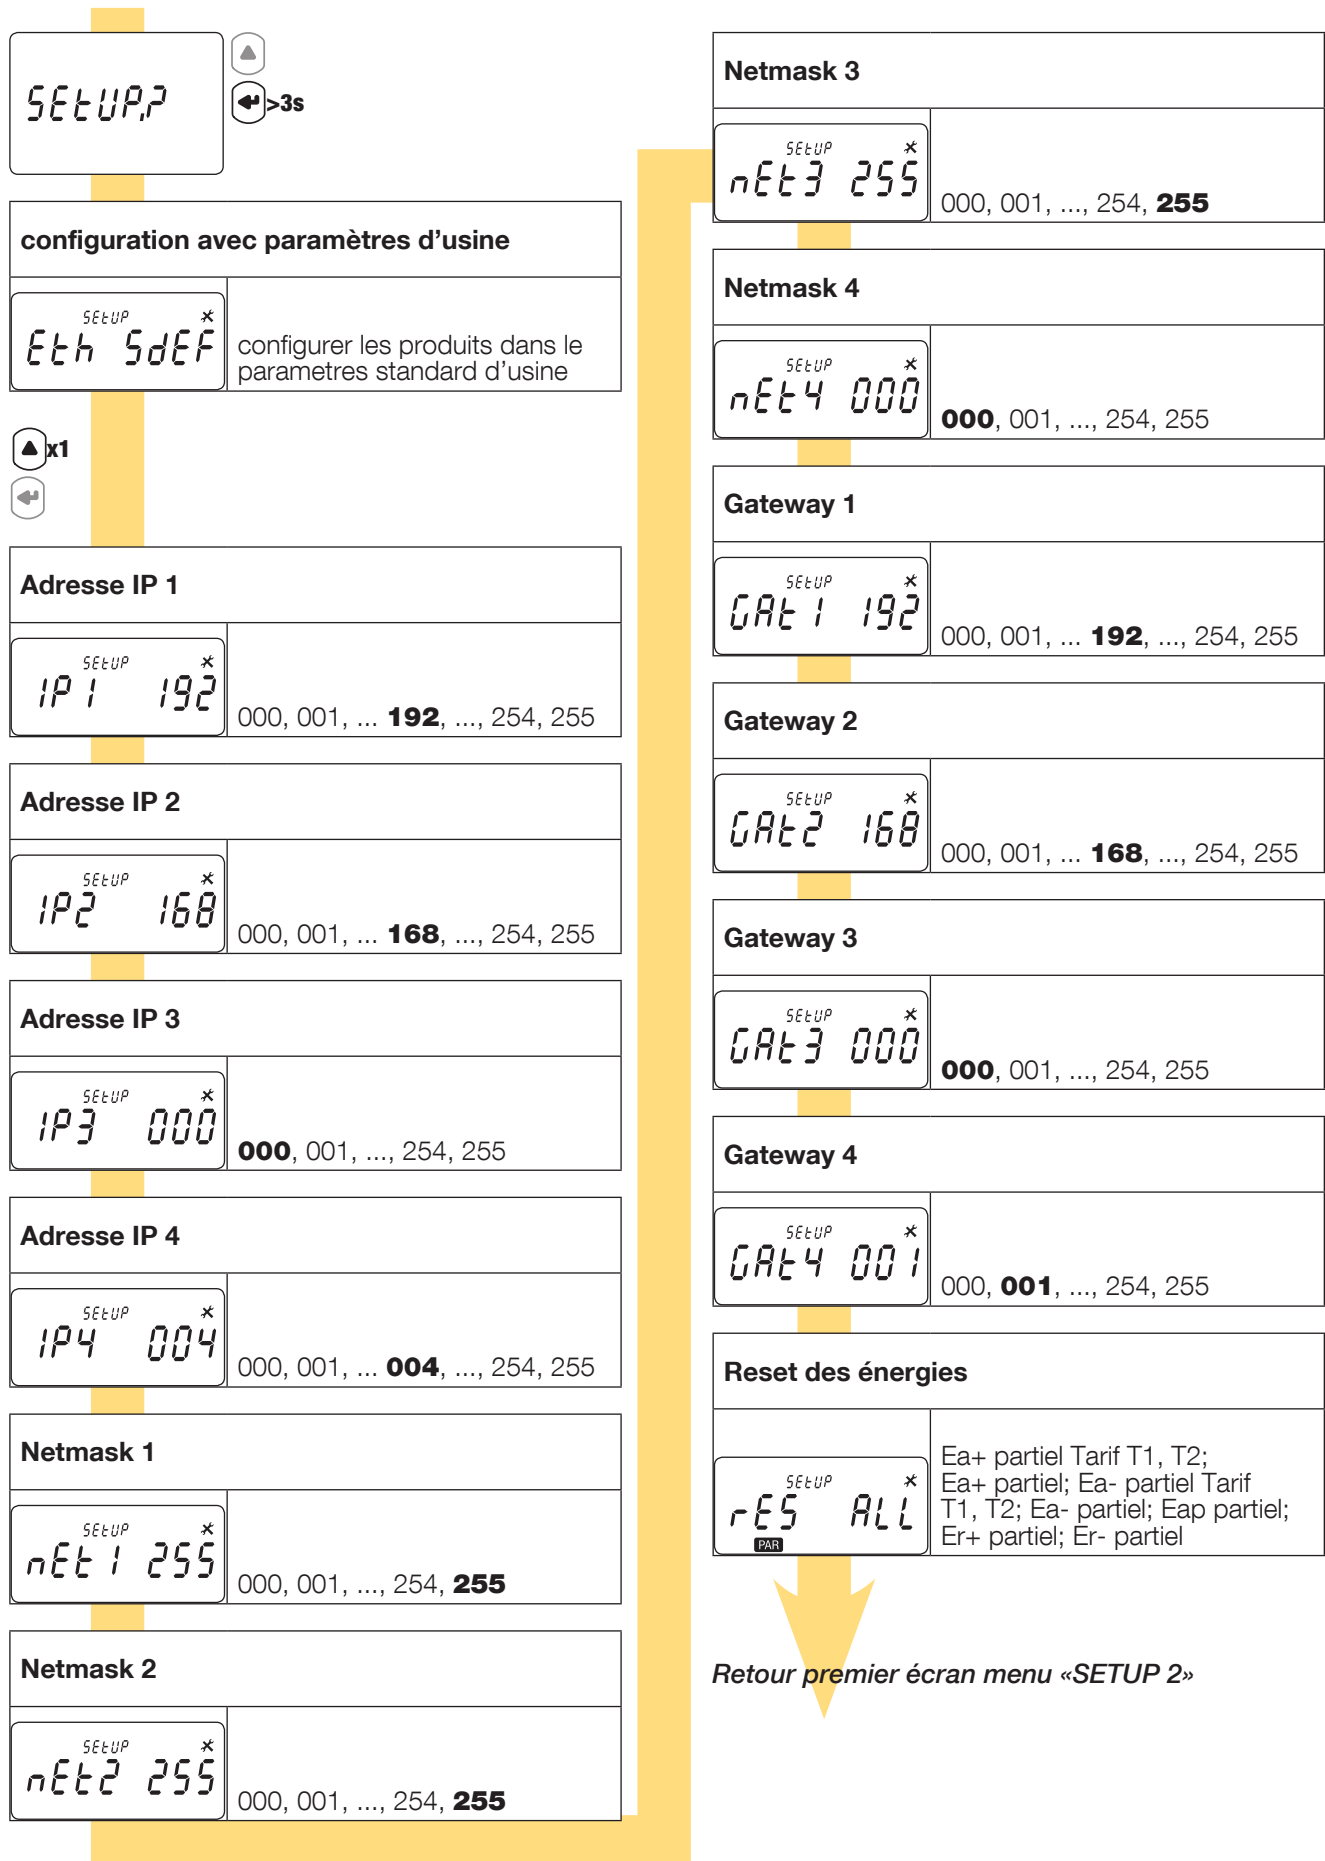 SEtUP.?
>3s
configuration avec paramètres d’usine
SEtUP
Eth SdEF
configurer les produits dans le
parametres standard d’usine
x1
Adresse IP 1
SEtUP
IP 1 192
000, 001, ... 192, ..., 254, 255
Adresse IP 2
SEtUP
IP2 168
000, 001, ... 168, ..., 254, 255
Adresse IP 3
SEtUP
IP3 000
000, 001, ..., 254, 255
Adresse IP 4
SEtUP
IP4 004
000, 001, ... 004, ..., 254, 255
Netmask 1
SEtUP
nEt 1 255
000, 001, ..., 254, 255
Netmask 2
SEtUP
nEt2 255
000, 001, ..., 254, 255
Netmask 3
SEtUP
nEt3 255
000, 001, ..., 254, 255
Netmask 4
SEtUP
nEt4 000
000, 001, ..., 254, 255
Gateway 1
SEtUP
GAt 1 192
000, 001, ... 192, ..., 254, 255
Gateway 2
SEtUP
GAt2 168
000, 001, ... 168, ..., 254, 255
Gateway 3
SEtUP
GAt3 000
000, 001, ..., 254, 255
Gateway 4
SEtUP
GAt4 001
000, 001, ..., 254, 255
Reset des énergies
SEtUP
rES ALL
PAR
Ea+ partiel Tarif T1, T2;
Ea+ partiel; Ea- partiel Tarif
T1, T2; Ea- partiel; Eap partiel;
Er+ partiel; Er- partiel
Retour premier écran menu «SETUP 2»